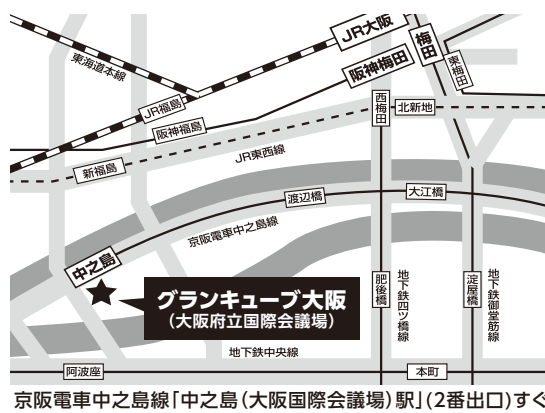 JR大阪
梅田
東海道本線
阪神梅田
東梅田
JR福島
西梅田
北新地
阪神福島
新福島
JR東西線
渡辺橋
大江橋
京阪電車中之島線
中之島
グランキューブ大阪
(大阪府立国際会議場)
肥後橋
地下鉄四ツ橋線
淀屋橋
地下鉄御堂筋線
地下鉄中央線
阿波座
本町
京阪電車中之島線「中之島(大阪国際会議場)駅」(2番出口)すぐ